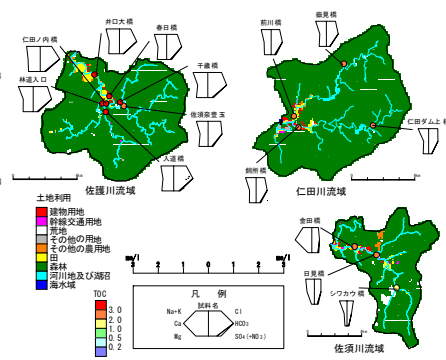 井口大橋
春日橋
仁田ノ内橋
千歳橋
林道入口
佐須奈豊玉
入道橋
佐護川流域
御見橋
前川橋
仁田ダム上橋
飼所橋
仁田川流域
土地利用
建物用地
幹線交通用地
荒地
その他の用地
その他の農用地
田
森林
河川地及び湖沼
海水域
TOC
3.0
2.0
1.0
0.5
0.2
me/l
me/l
3 2 1 0 1 2 3
凡 例
試料名
Na+K
Cl
Ca
HCO3
Mg
SO4(+NO3)
金田橋
日見橋
シワカウ橋
佐須川流域